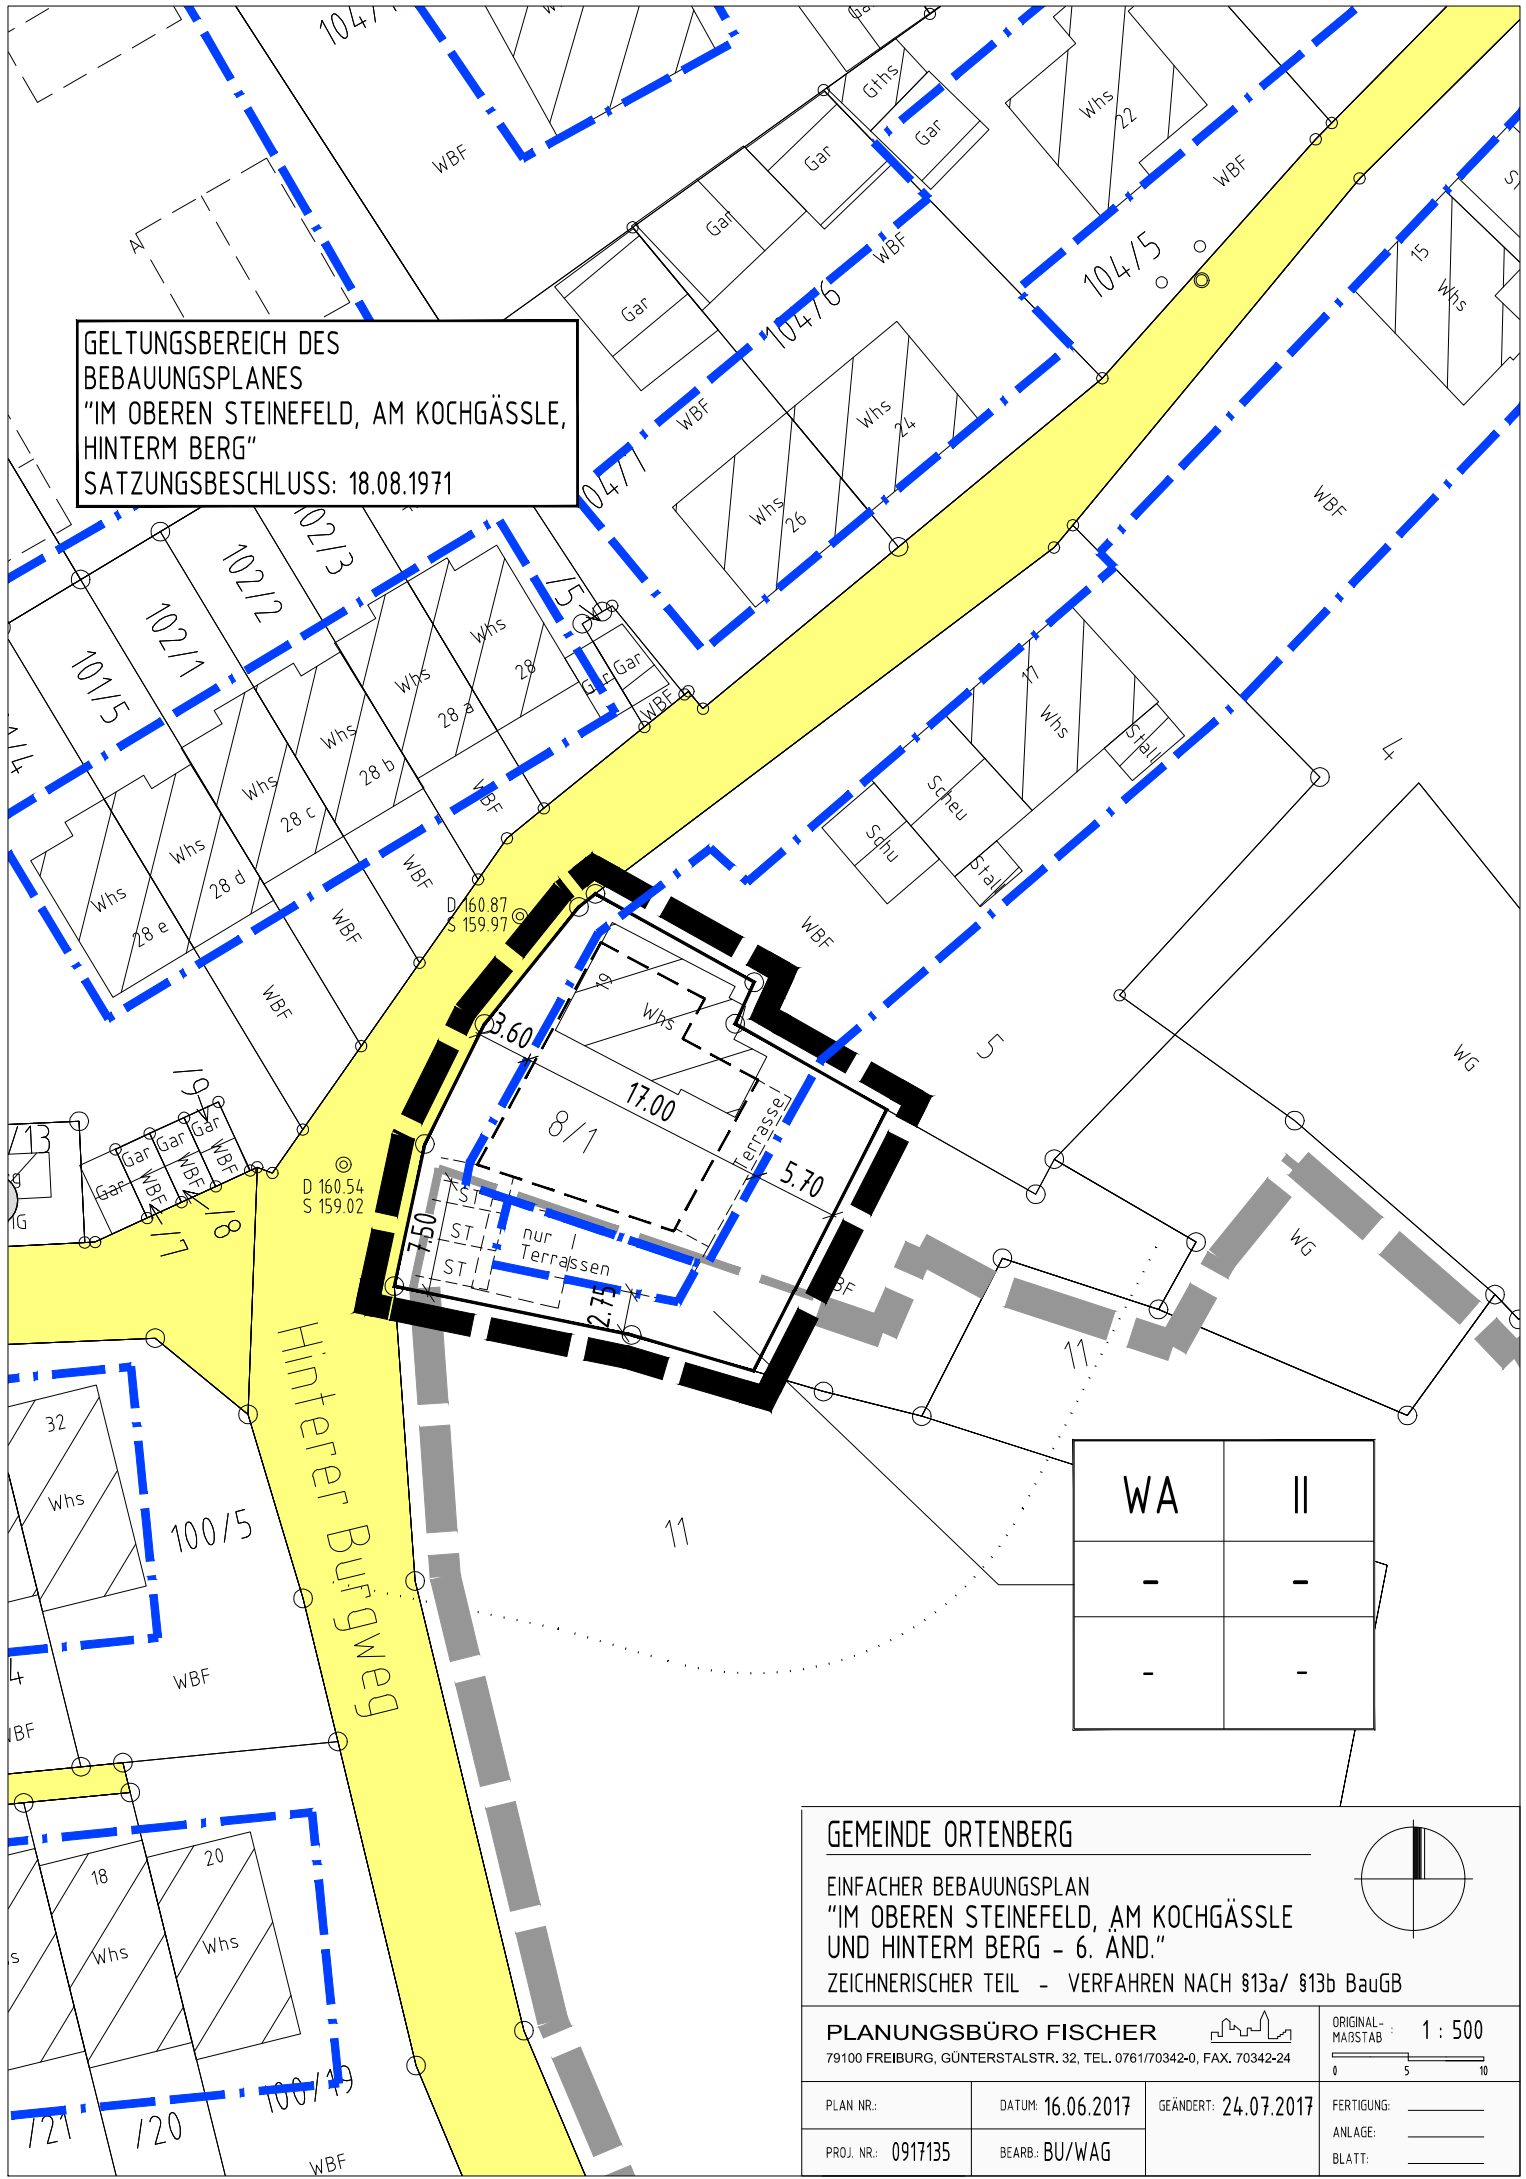 WBF
Gths
Gar
Gar
Gar
Gar
Whs
22
WBF
WBF
104/5
104/6
15
Whs
A
GELTUNGSBEREICH DES
BEBAUUNGSPLANES
"IM OBEREN STEINEFELD, AM KOCHGÄSSLE,
HINTERM BERG"
SATZUNGSBESCHLUSS: 18.08.1971
WBF
Whs
24
Whs
26
WBF
102/3
102/2
102/1
101/5
/5
Whs
28
Whs
28 a
Whs
28 b
Whs
28 c
Whs
28 d
Whs
28 e
Gar
Gar
WBF
WBF
WBF
WBF
WBF
17
Whs
Stall
Scheu
Schu
Stall
4
WBF
D 160.87
S 159.97
19
Whs
3.60
17.00
5.70
8/1
Terrasse
5
WG
/9
/13
Gar
Gar
Gar
Gar
WBF
WBF
WBF
/7
/8
D 160.54
S 159.02
7.50
ST
ST
ST
nur
Terrassen
2.75
WG
11
11
Hinterer Burgweg
32
Whs
100/5
WBF
WA
II
-
-
-
-
18
20
Whs
Whs
100/19
/21
/20
WBF
GEMEINDE ORTENBERG
EINFACHER BEBAUUNGSPLAN
"IM OBEREN STEINEFELD, AM KOCHGÄSSLE
UND HINTERM BERG - 6. ÄND."
ZEICHNERISCHER TEIL - VERFAHREN NACH §13a/ §13b BauGB
PLANUNGSBÜRO FISCHER
79100 FREIBURG, GÜNTERSTALSTR. 32, TEL. 0761/70342-0, FAX. 70342-24
ORIGINAL-
MAßSTAB : 1 : 500
0 5 10
PLAN NR.:
DATUM: 16.06.2017
GEÄNDERT: 24.07.2017
PROJ. NR.: 0917135
BEARB.: BU/WAG
FERTIGUNG:
ANLAGE:
BLATT: